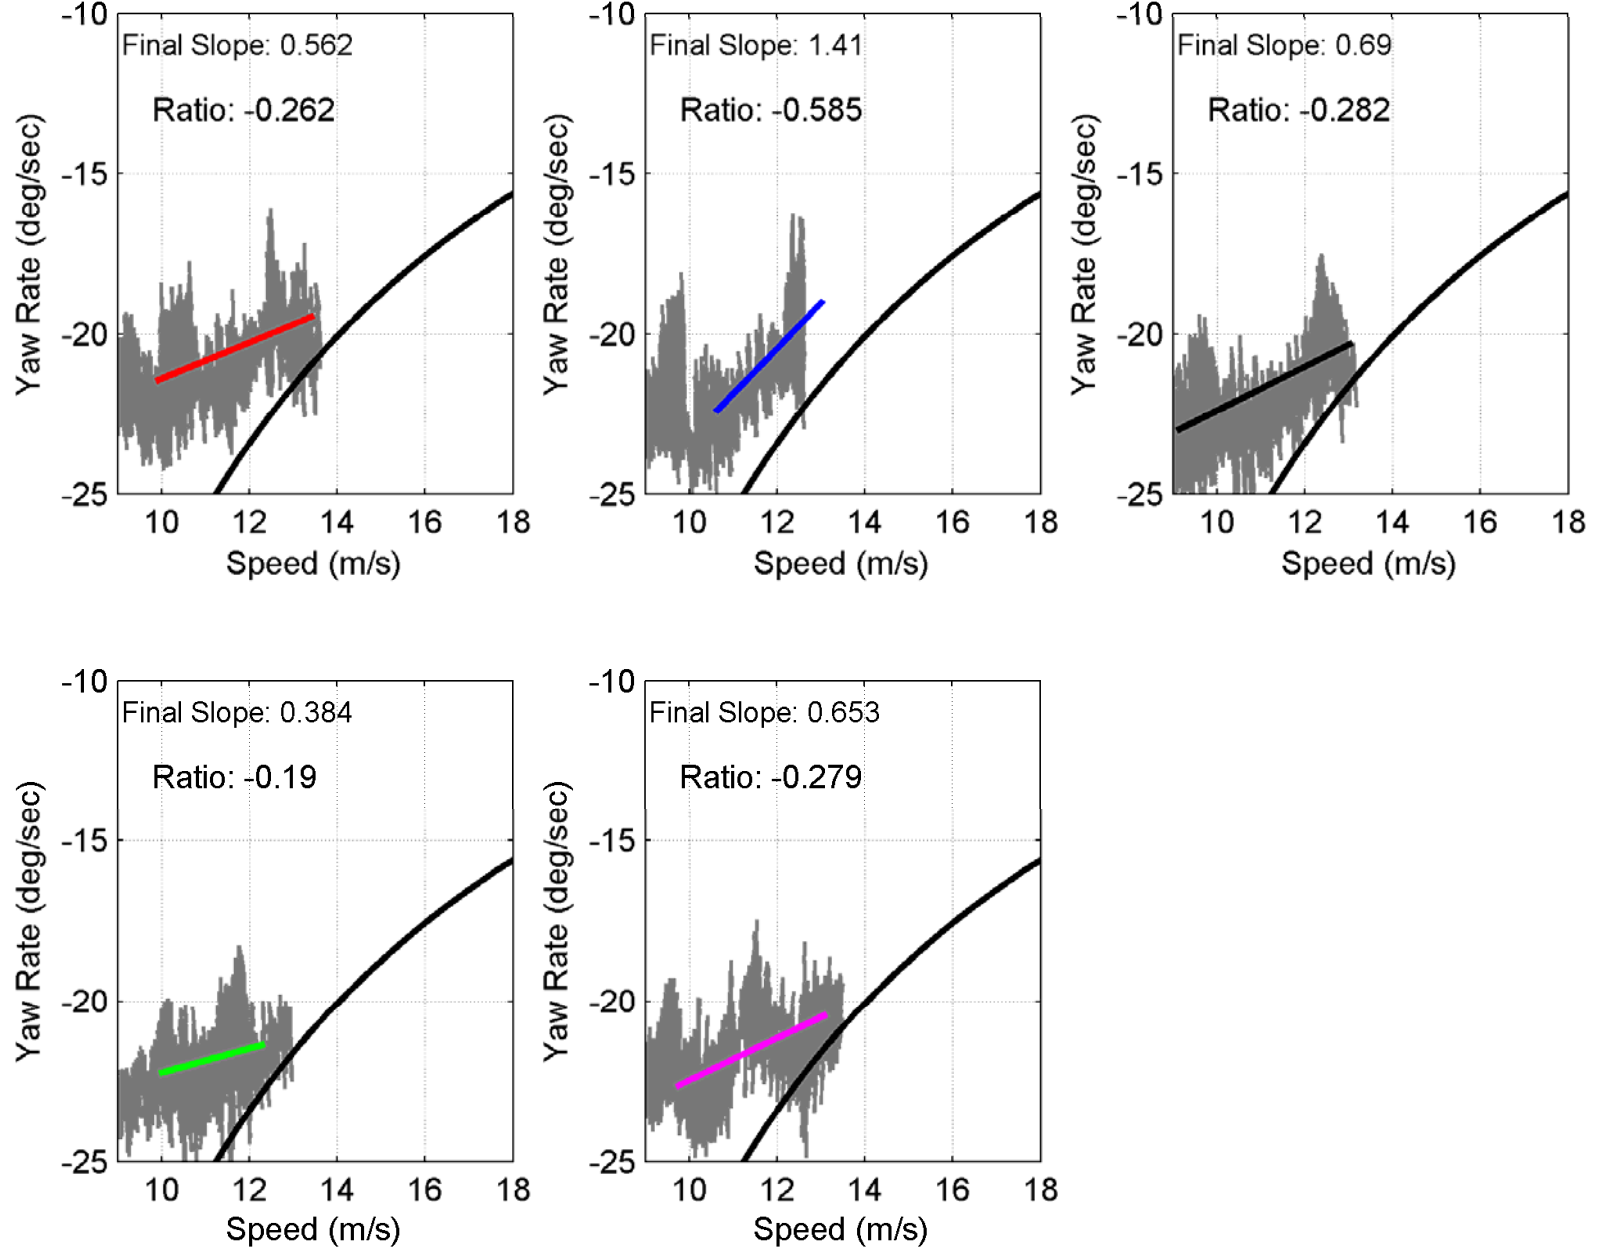 -10
Final Slope: 0.562
Ratio: -0.262
-15
-20
-25
10 12 14 16 18
Speed (m/s)
Yaw Rate (deg/sec)
-10
Final Slope: 1.41
Ratio: -0.585
-15
-20
-25
10 12 14 16 18
Speed (m/s)
Yaw Rate (deg/sec)
-10
Final Slope: 0.69
Ratio: -0.282
-15
-20
-25
10 12 14 16 18
Speed (m/s)
Yaw Rate (deg/sec)
-10
Final Slope: 0.384
Ratio: -0.19
-15
-20
-25
10 12 14 16 18
Speed (m/s)
Yaw Rate (deg/sec)
-10
Final Slope: 0.653
Ratio: -0.279
-15
-20
-25
10 12 14 16 18
Speed (m/s)
Yaw Rate (deg/sec)